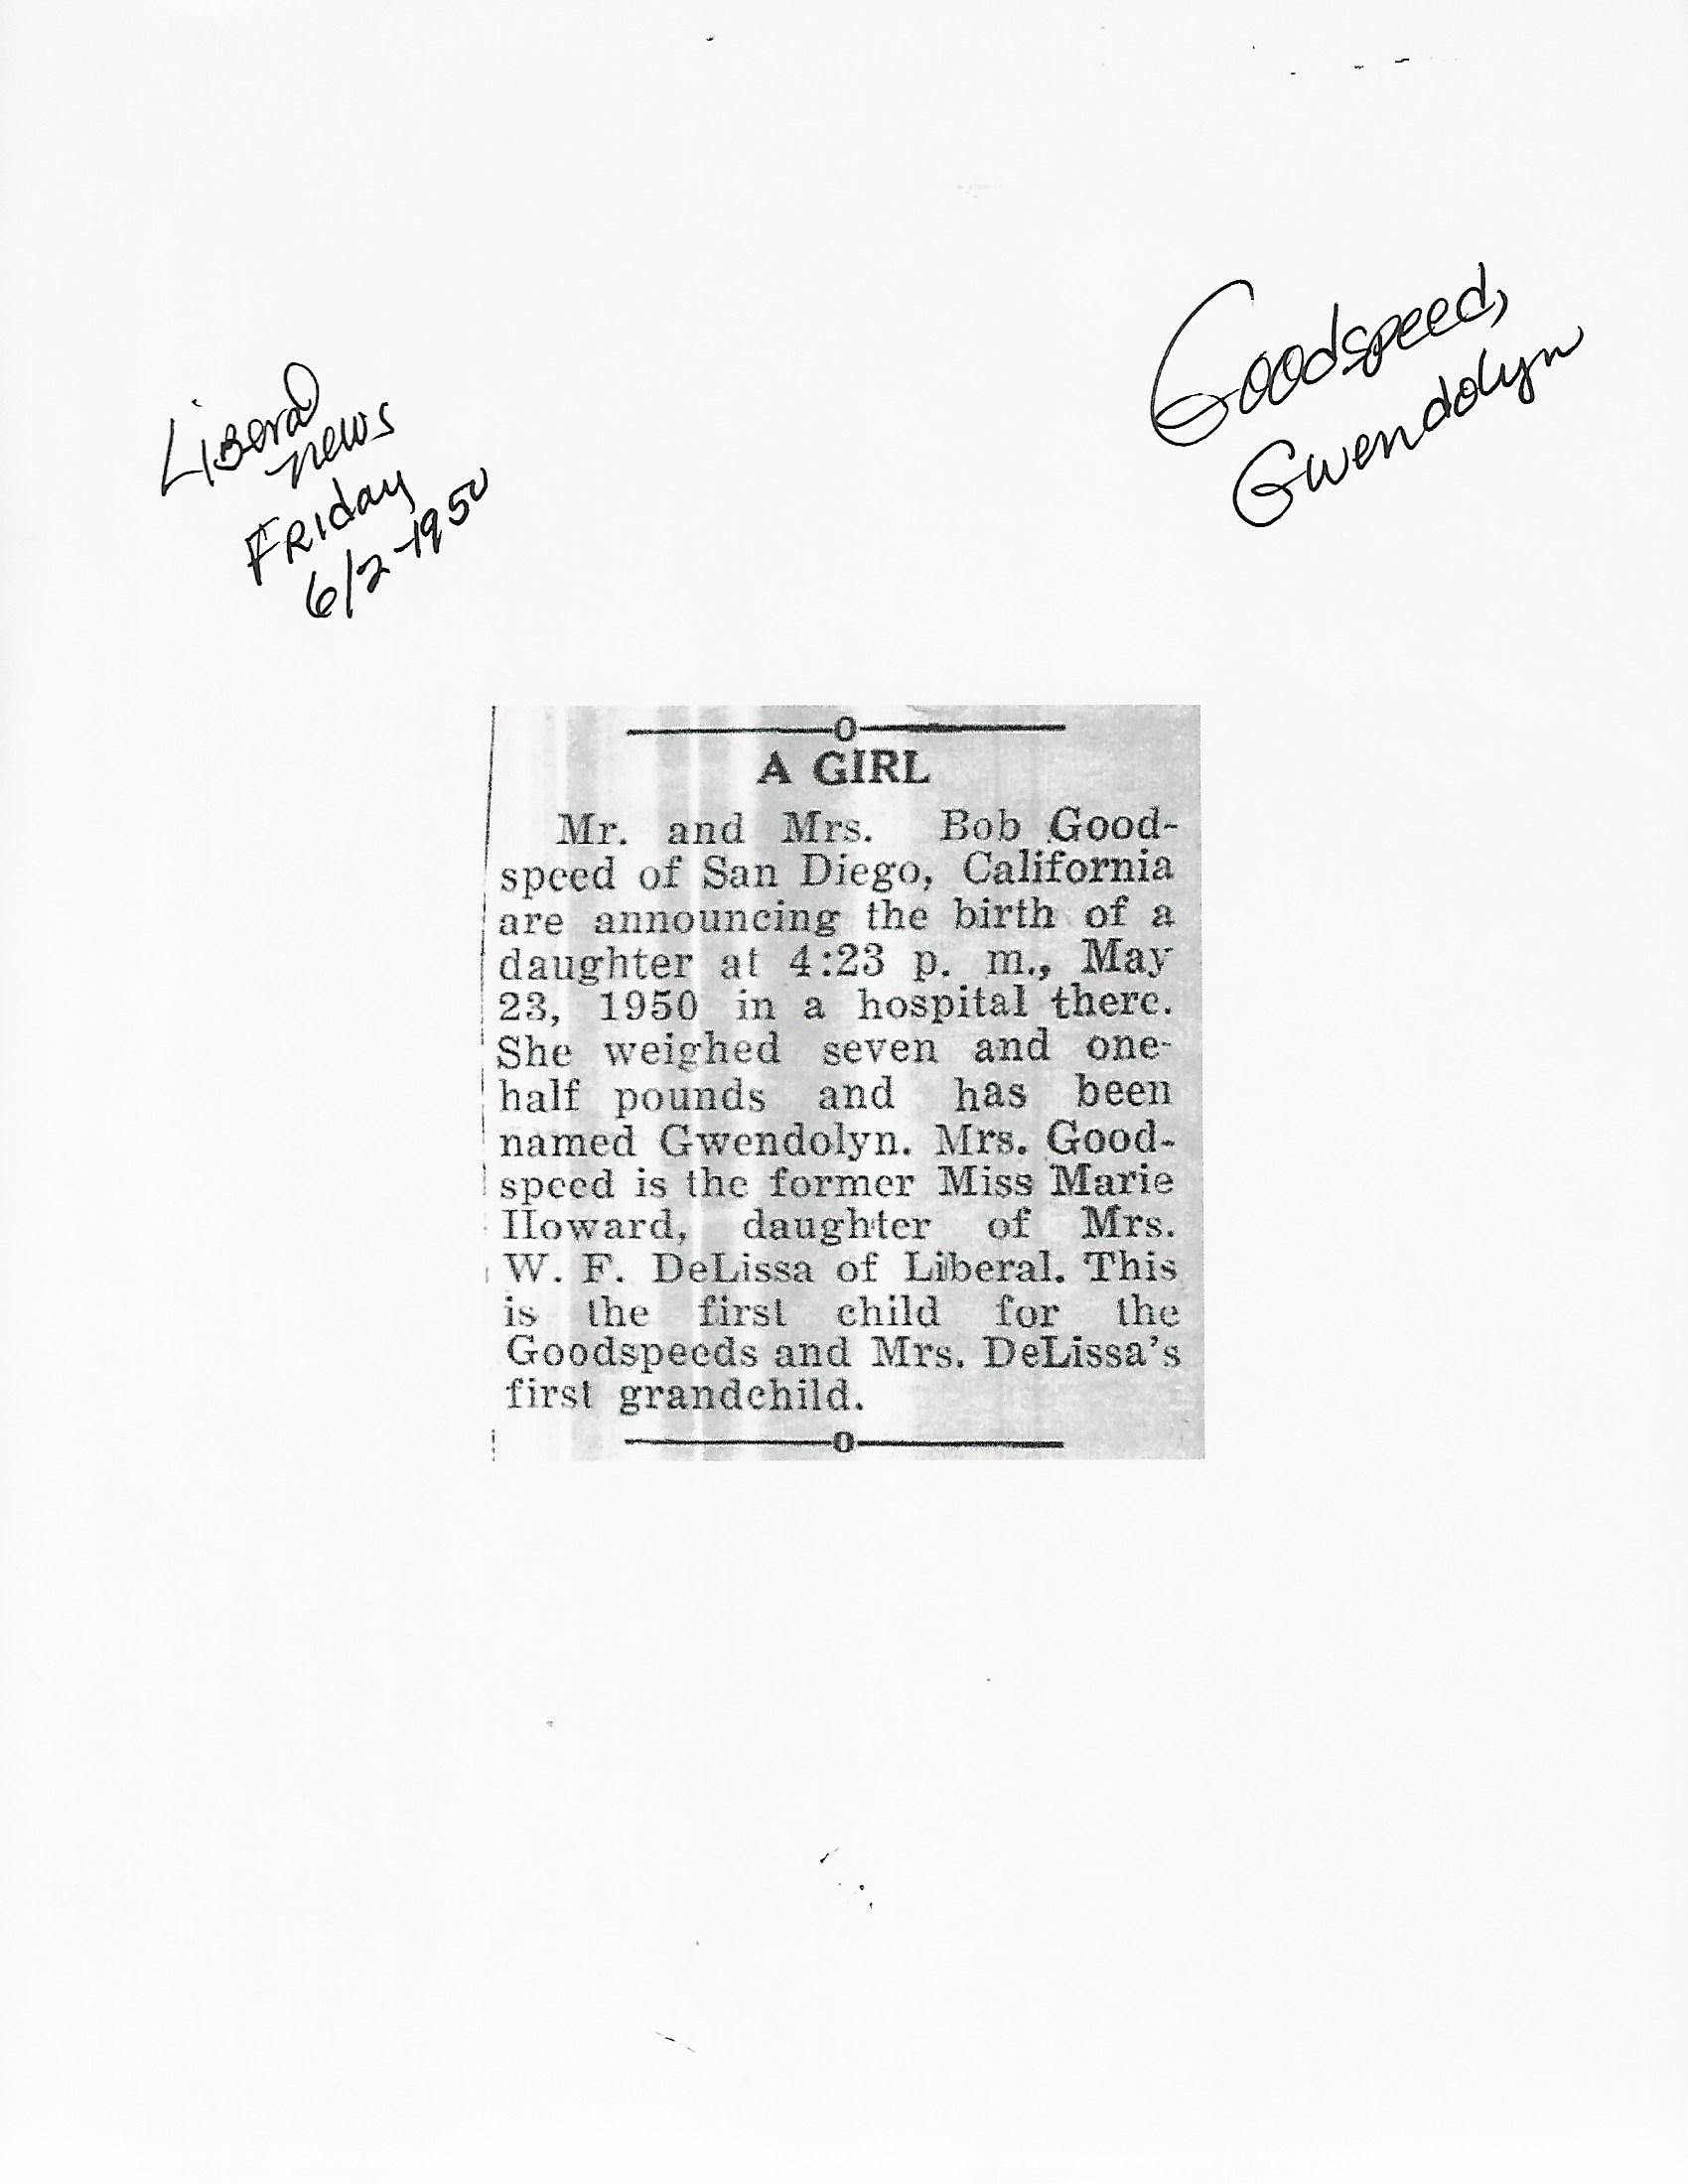 Liberal
news
Friday
6/2-1950
Goodspeed,
Gwendolyn
A GIRL
Mr. and Mrs. Bob Good-
speed of San Diego, California
are announcing the birth of a
daughter at 4:23 p. m., May
23, 1950 in a hospital there.
She weighed seven and one-
half pounds and has been
named Gwendolyn. Mrs. Good-
speed is the former Miss Marie
Howard, daughter of Mrs.
W. F. DeLissa of Liberal. This
is the first child for the
Goodspeeds and Mrs. DeLissa's
first grandchild.